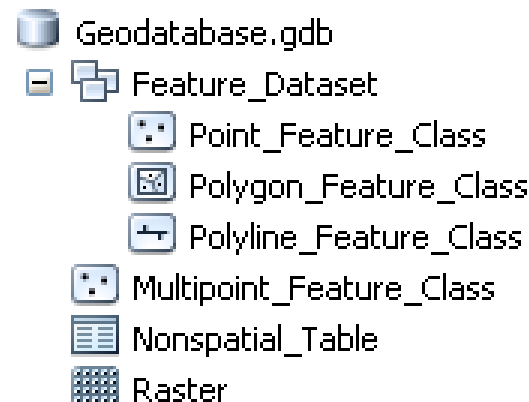 Geodatabase.gdb
Feature_Dataset
Point_Feature_Class
Polygon_Feature_Class
Polyline_Feature_Class
Multipoint_Feature_Class
Nonspatial_Table
Raster